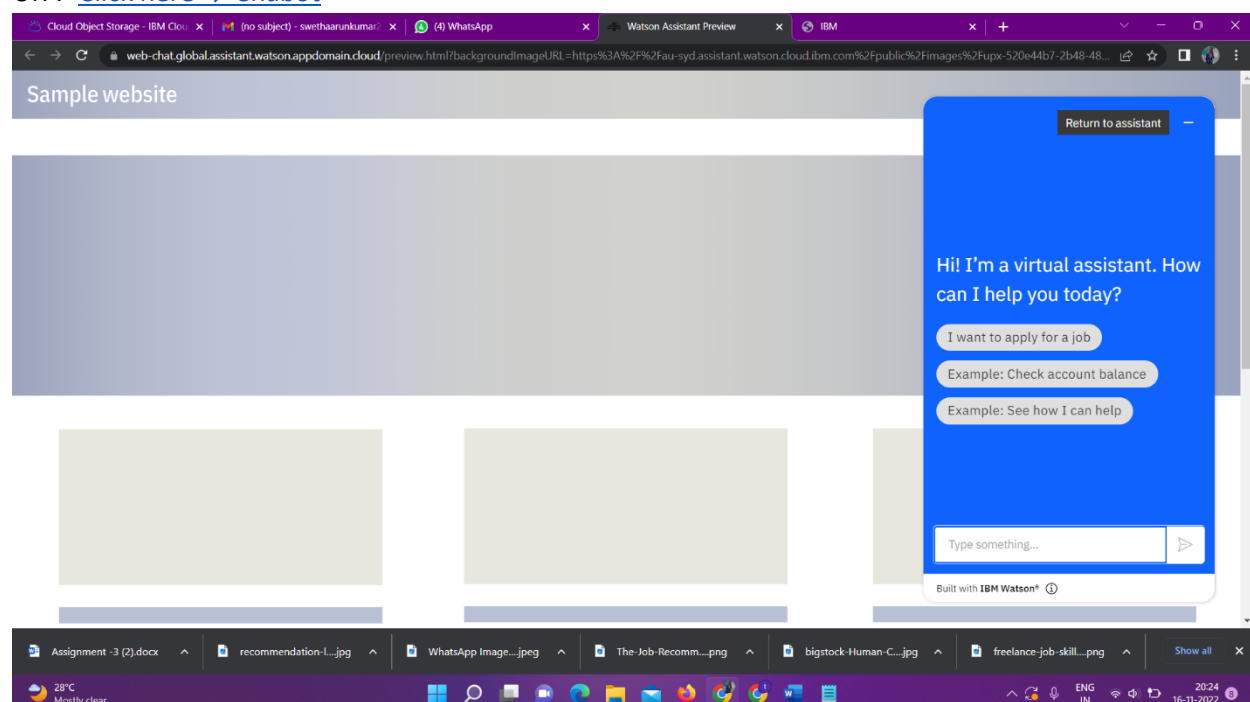 Click here -> Chabot
Cloud Object Storage - IBM Clou
(no subject) - swethaarunkumar2
(4) WhatsApp
Watson Assistant Preview
IBM
web-chat.global.assistant.watson.appdomain.cloud/preview.html?backgroundImageURL=https%3A%2F%2Fau-syd.assistant.watson.cloud.ibm.com%2Fpublic%2Fimages%2Fupx-520e44b7-2b48-48...
Sample website
Return to assistant
Hi! I'm a virtual assistant. How
can I help you today?
I want to apply for a job
Example: Check account balance
Example: See how I can help
Type something...
Built with IBM Watson®
Assignment -3 (2).docx
recommendation-l....jpg
WhatsApp Image....jpeg
The-Job-Recomm....png
bigstock-Human-C....jpg
freelance-job-skill....png
Show all
28°C
Mostly clear
ENG
IN
20:24
16-11-2022
8